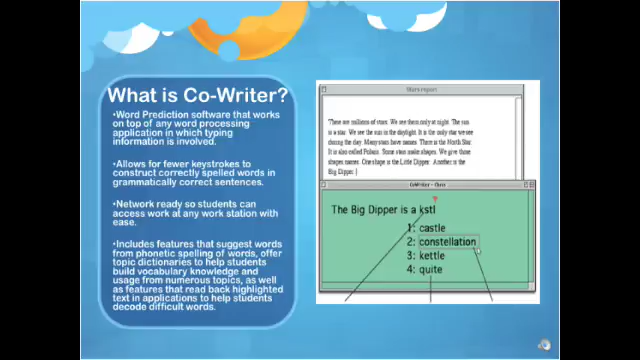 What is Co-Writer?
•Word Prediction software that works
on top of any word processing
application in which typing
information is involved.
•Allows for fewer keystrokes to
construct correctly spelled words in
grammatically correct sentences.
•Network ready so students can
access work at any work station with
ease.
•Includes features that suggest words
from phonetic spelling of words, offer
topic dictionaries to help students
build vocabulary knowledge and
usage from numerous topics, as well
as features that read back highlighted
text in applications to help students
decode difficult words.
There are millions of stars. We see them only at night. The sun
is a star. We see the sun in the daylight. It is the only star we see
during the day. Many stars have names. There is the North Star.
It is also called Polaris. Some stars make shapes. We give those
shapes names. One shape is the Little Dipper. Another is the
Big Dipper.
The Big Dipper is a kstl
1: castle
2: constellation
3: kettle
4: quite